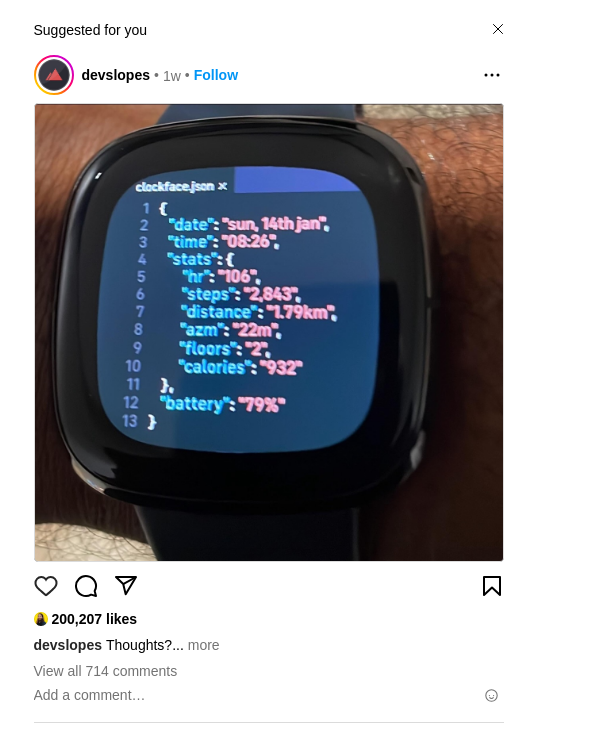 Suggested for you
devslopes • 1w • Follow
clockface.json ×
1 {
2 "date": "sun, 14th jan",
3 "time": "08:26",
4 "stats": {
5 "hr": "106",
6 "steps": "2,843",
7 "distance": "1.79km",
8 "azm": "22m",
9 "floors": "2",
10 "calories": "932"
11 },
12 "battery": "79%"
13 }
200,207 likes
devslopes Thoughts?... more
View all 714 comments
Add a comment…